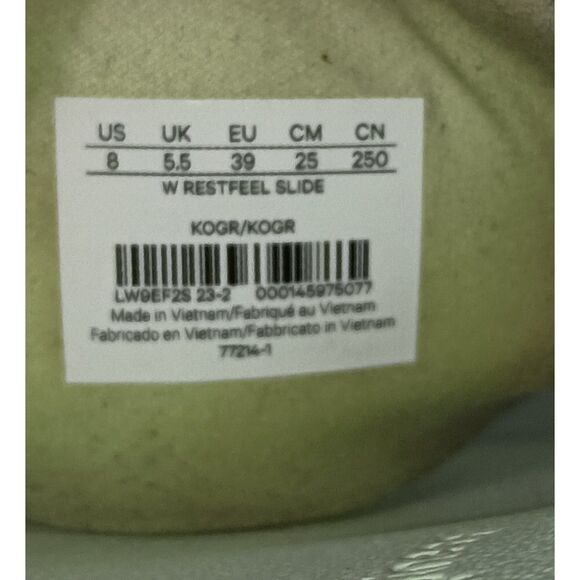 US UK EU CM CN
8 5.5 39 25 250
W RESTFEEL SLIDE
KOGR/KOGR
LW9EF2S 23-2 000145975077
Made in Vietnam/Fabriqué au Vietnam
Fabricado en Vietnam/Fabbricato in Vietnam
77214-1